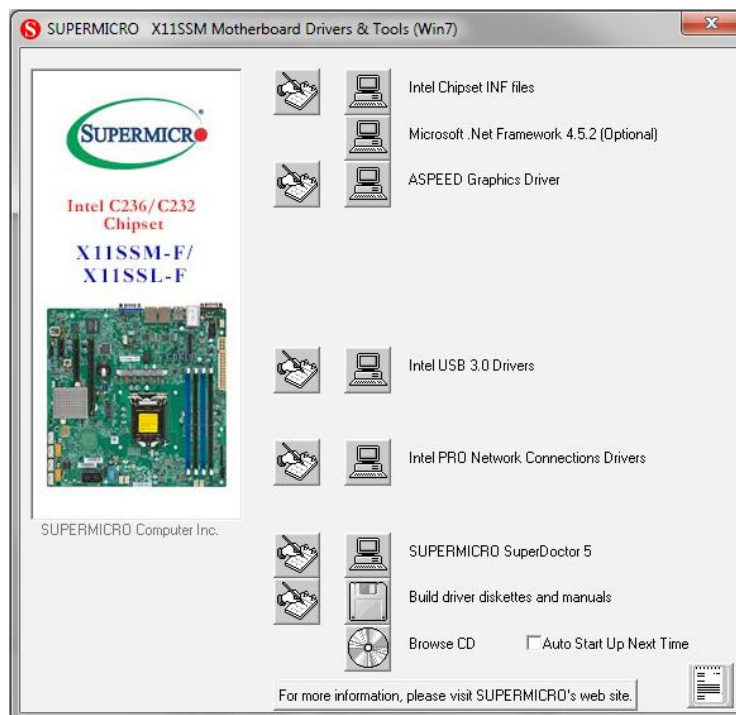 SUPERMICRO X11SSM Motherboard Drivers & Tools (Win7)
SUPERMICRO
Intel C236/C232
Chipset
X11SSM-F/
X11SSL-F
SUPERMICRO Computer Inc.
Intel Chipset INF files
Microsoft .Net Framework 4.5.2 (Optional)
ASPEED Graphics Driver
Intel USB 3.0 Drivers
Intel PRO Network Connections Drivers
SUPERMICRO SuperDoctor 5
Build driver diskettes and manuals
Browse CD Auto Start Up Next Time
For more information, please visit SUPERMICRO's web site.